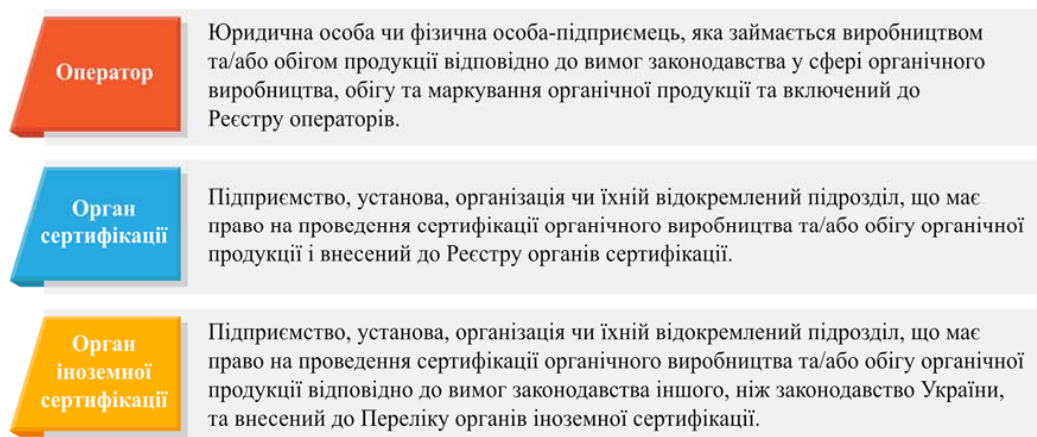 Оператор
Юридична особа чи фізична особа-підприємець, яка займається виробництвом
та/або обігом продукції відповідно до вимог законодавства у сфері органічного
виробництва, обігу та маркування органічної продукції та включений до
Реєстру операторів.
Орган
сертифікації
Підприємство, установа, організація чи їхній відокремлений підрозділ, що має
право на проведення сертифікації органічного виробництва та/або обігу органічної
продукції і внесений до Реєстру органів сертифікації.
Орган
іноземної
сертифікації
Підприємство, установа, організація чи їхній відокремлений підрозділ, що має
право на проведення сертифікації органічного виробництва та/або обігу органічної
продукції відповідно до вимог законодавства іншого, ніж законодавство України,
та внесений до Переліку органів іноземної сертифікації.